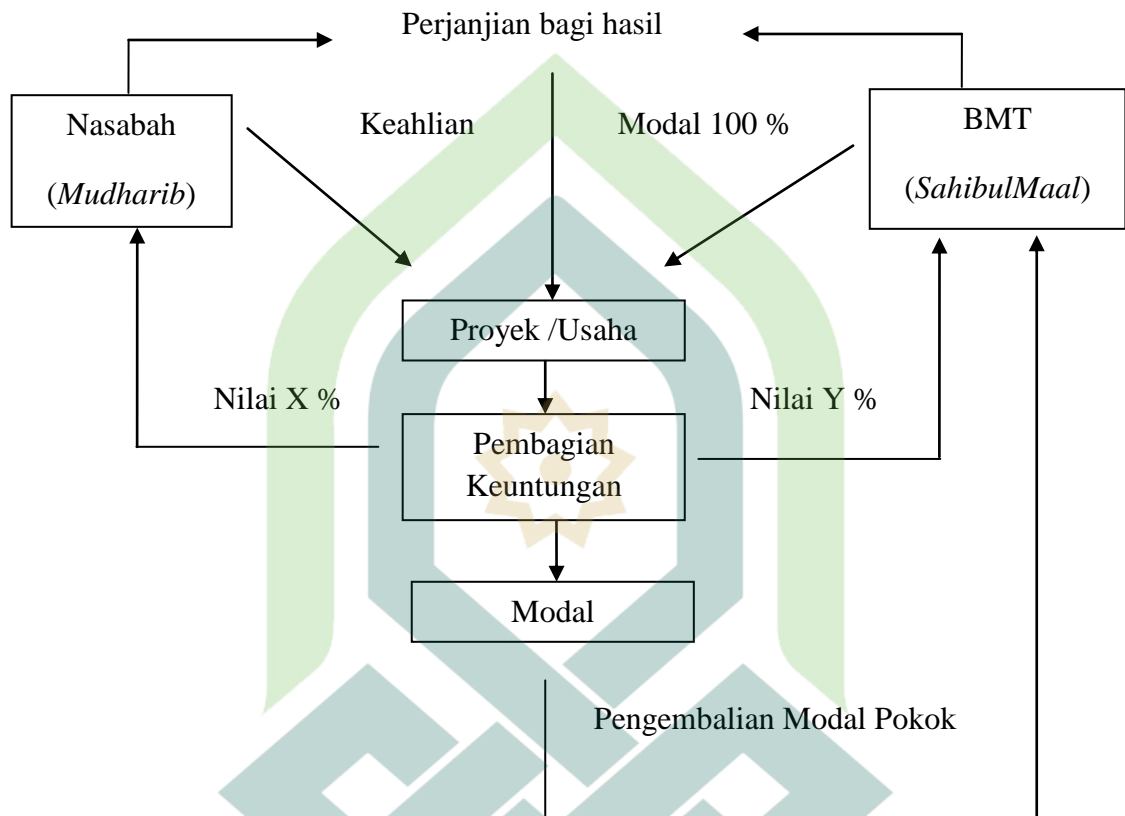 Perjanjian bagi hasil
Nasabah
(Mudharib)
Keahlian
Modal 100 %
BMT
(SahibulMaal)
Proyek /Usaha
Nilai X %
Nilai Y %
Pembagian
Keuntungan
Modal
Pengembalian Modal Pokok